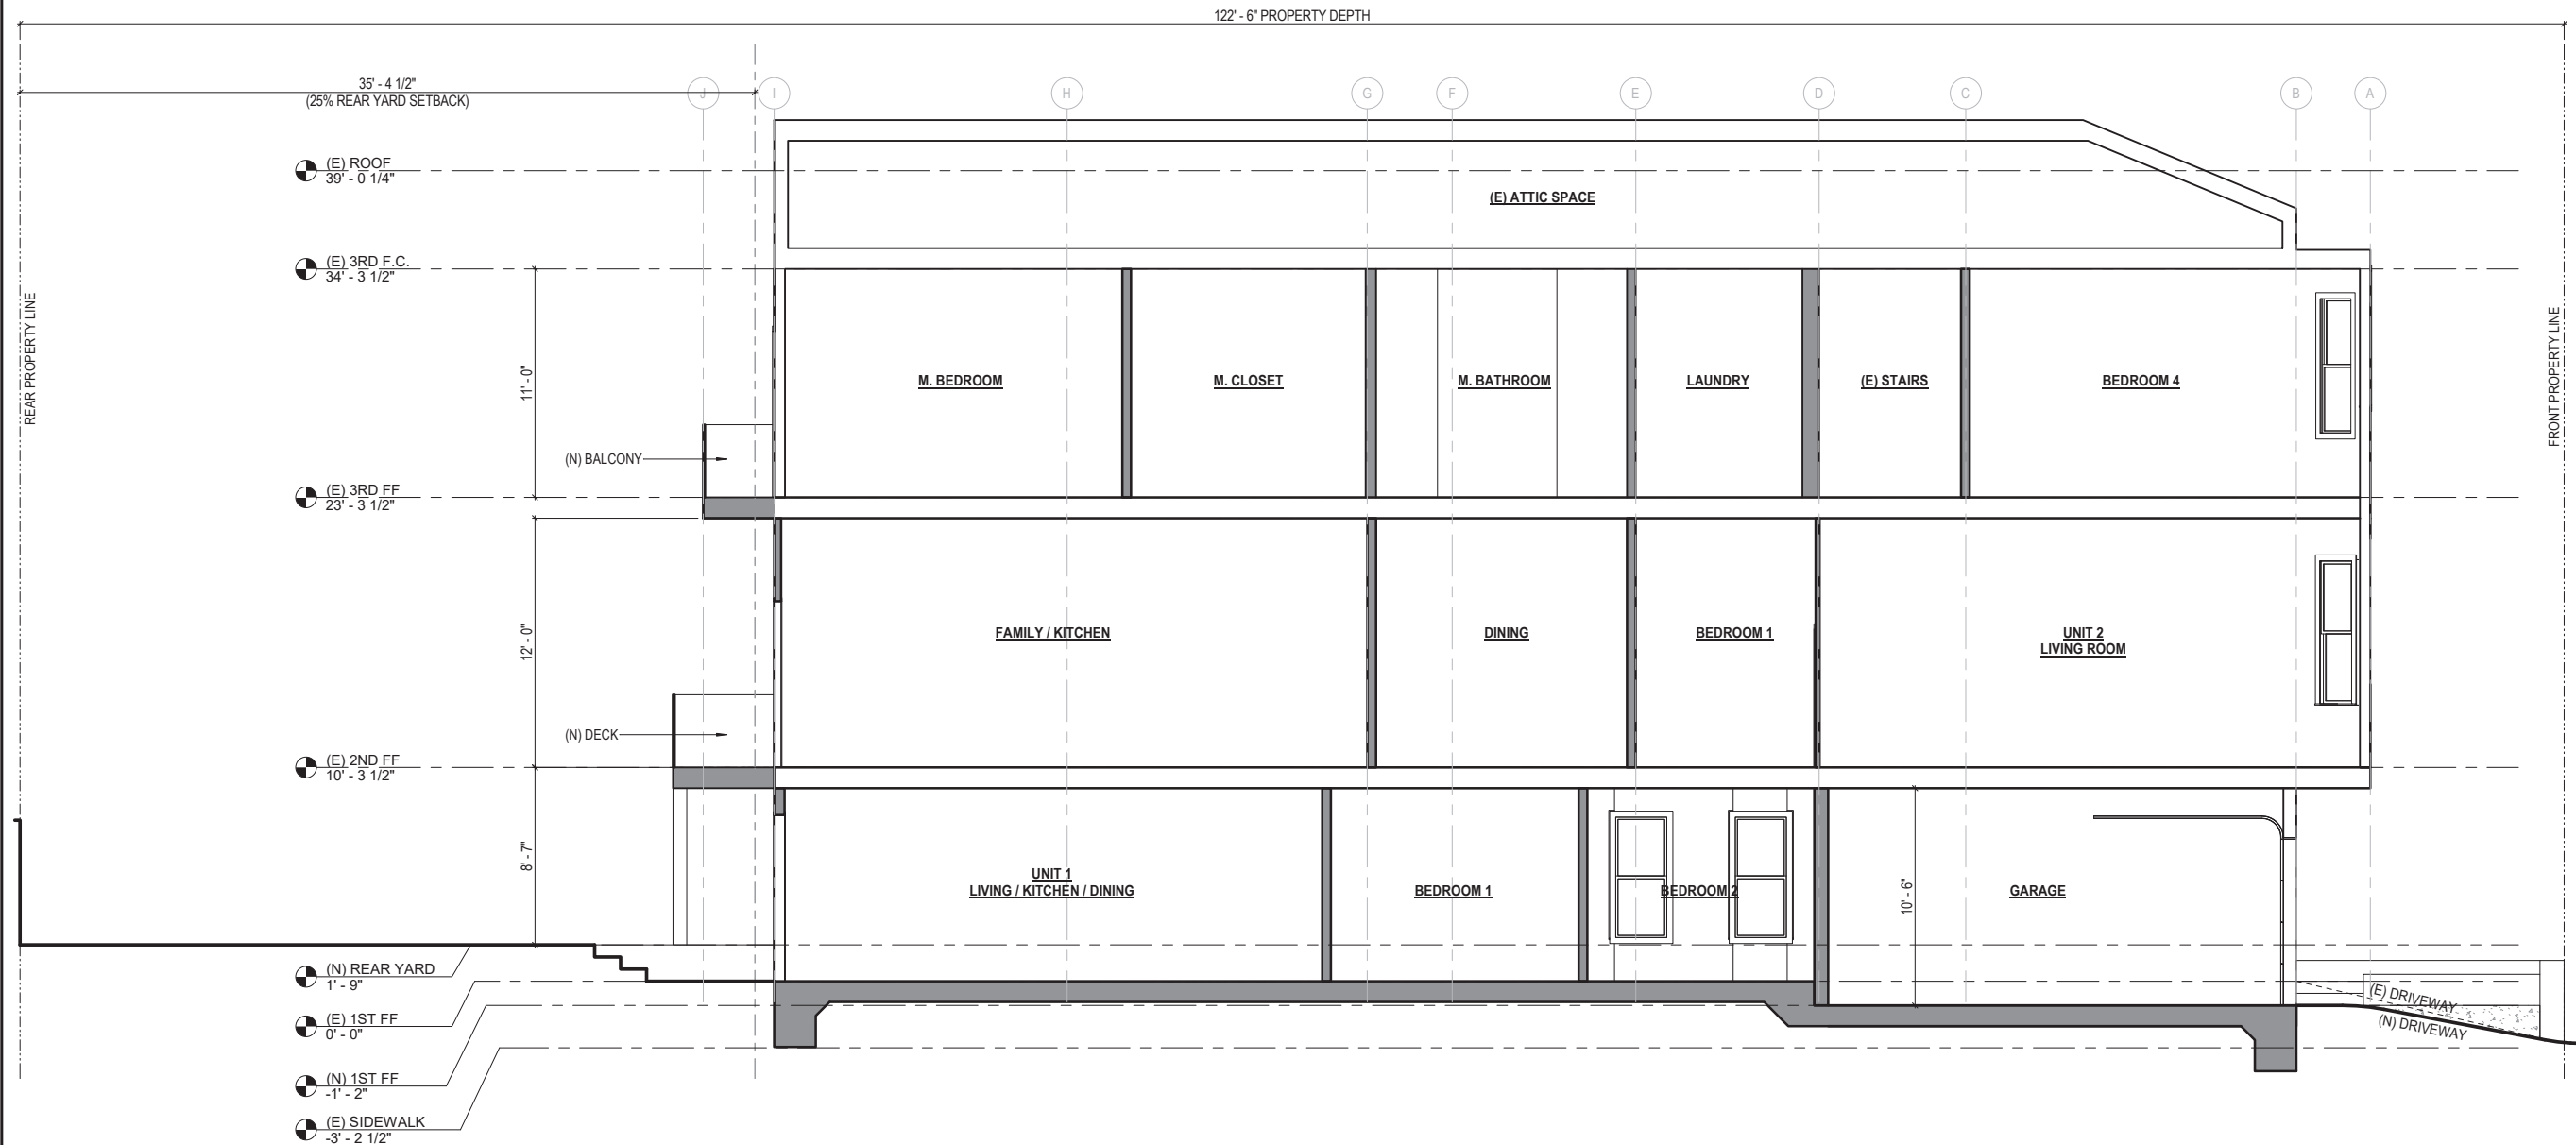 122' - 6" PROPERTY DEPTH
35' - 4 1/2"
(25% REAR YARD SETBACK)
J
I
H
G
F
E
D
C
B
A
(E) ROOF
39' - 0 1/4"
(E) ATTIC SPACE
(E) 3RD F.C.
34' - 3 1/2"
REAR PROPERTY LINE
FRONT PROPERTY LINE
11' - 0"
M. BEDROOM
M. CLOSET
M. BATHROOM
LAUNDRY
(E) STAIRS
BEDROOM 4
(N) BALCONY
(E) 3RD FF
23' - 3 1/2"
12' - 0"
FAMILY / KITCHEN
DINING
BEDROOM 1
UNIT 2
LIVING ROOM
(N) DECK
(E) 2ND FF
10' - 3 1/2"
8' - 7"
UNIT 1
LIVING / KITCHEN / DINING
BEDROOM 1
BEDROOM 2
10' - 6"
GARAGE
(N) REAR YARD
1' - 9"
(E) DRIVEWAY
(N) DRIVEWAY
(E) 1ST FF
0' - 0"
(N) 1ST FF
-1' - 2"
(E) SIDEWALK
-3' - 2 1/2"